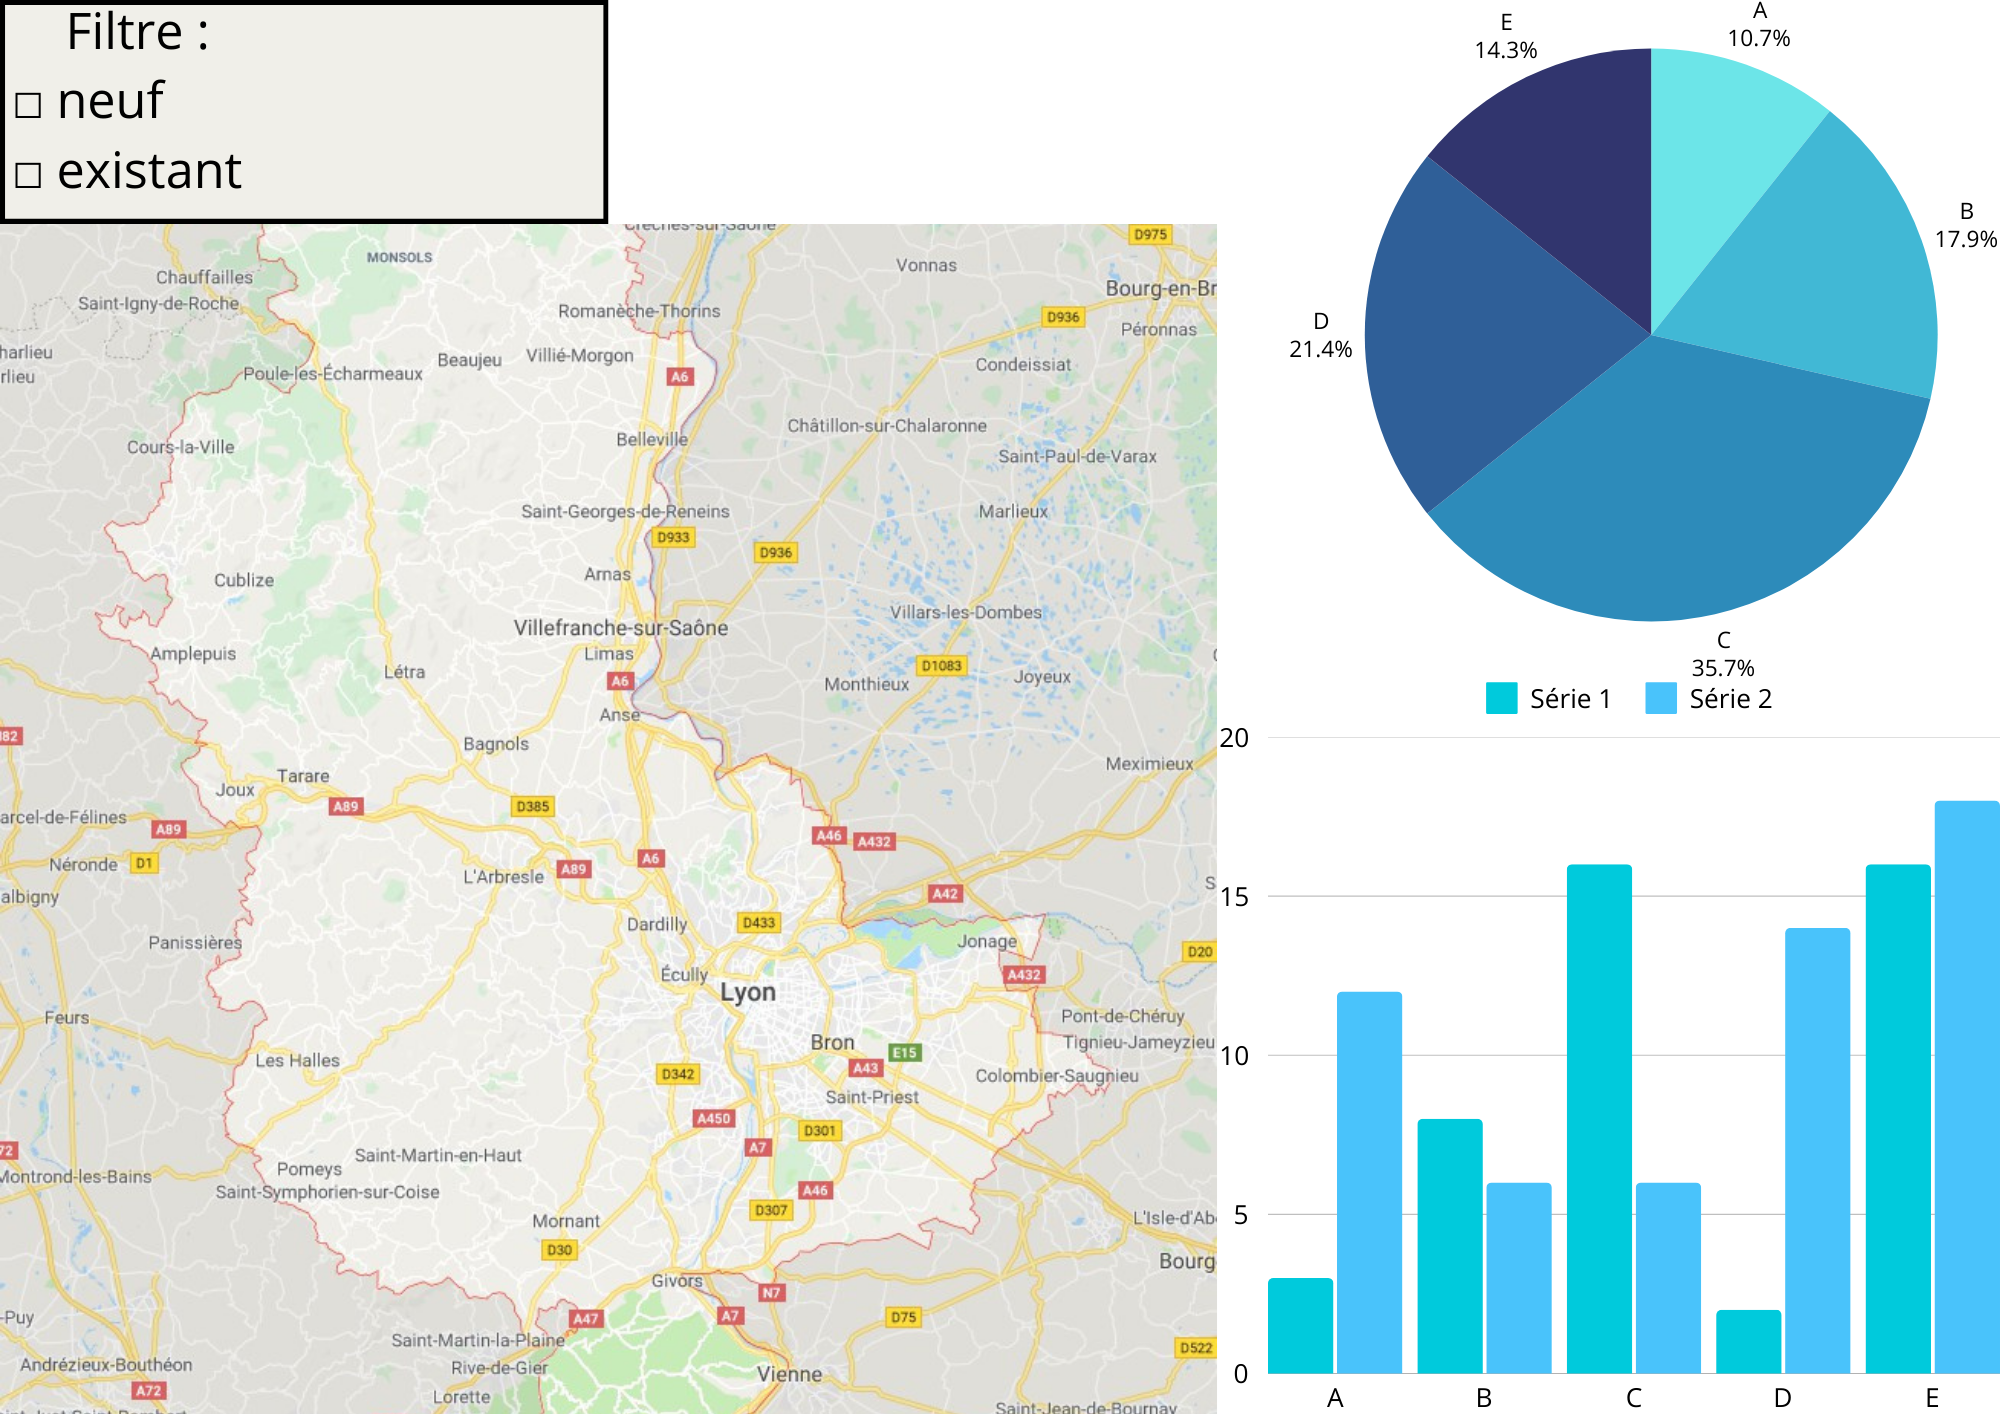 Filtre :
□ neuf
□ existant
Crêches-sur-Saône
D975
MONSOLS
Vonnas
Chauffailles
Bourg-en-Br
Saint-Igny-de-Roche
Romanèche-Thorins
D936
Péronnas
harlieu
Beaujeu
Villié-Morgon
Condeissiat
rlieu
Poule-les-Écharmeaux
A6
Châtillon-sur-Chalaronne
Cours-la-Ville
Belleville
Saint-Paul-de-Varax
Saint-Georges-de-Reneins
Marlieux
D933
D936
Cublize
Arnas
Villars-les-Dombes
Villefranche-sur-Saône
Amplepuis
Limas
D1083
Létra
A6
Monthieux
Joyeux
Anse
82
Bagnols
Meximieux
Tarare
Joux
A89
D385
arcel-de-Félines
A89
A46
A432
Néronde
D1
A6
L'Arbresle
A89
albigny
A42
S
Dardilly
D433
Panissières
Jonage
D20
Écully
A432
Lyon
Feurs
Pont-de-Chéruy
Bron
Tignieu-Jameyzieu
Les Halles
E15
A43
D342
Colombier-Saugnieu
Saint-Priest
A450
D301
72
A7
Saint-Martin-en-Haut
Montrond-les-Bains
Pomeys
Saint-Symphorien-sur-Coise
A46
D307
Mornant
L'Isle-d'Ab
D30
Bourg
Givors
N7
-Puy
A47
A7
D75
Saint-Martin-la-Plaine
D522
Andrézieux-Bouthéon
Rive-de-Gier
Vienne
A72
Lorette
Saint-Jean-de-Bournay
E
14.3%
A
10.7%
B
17.9%
D
21.4%
C
35.7%
Série 1
Série 2
20
15
10
5
0
A
B
C
D
E